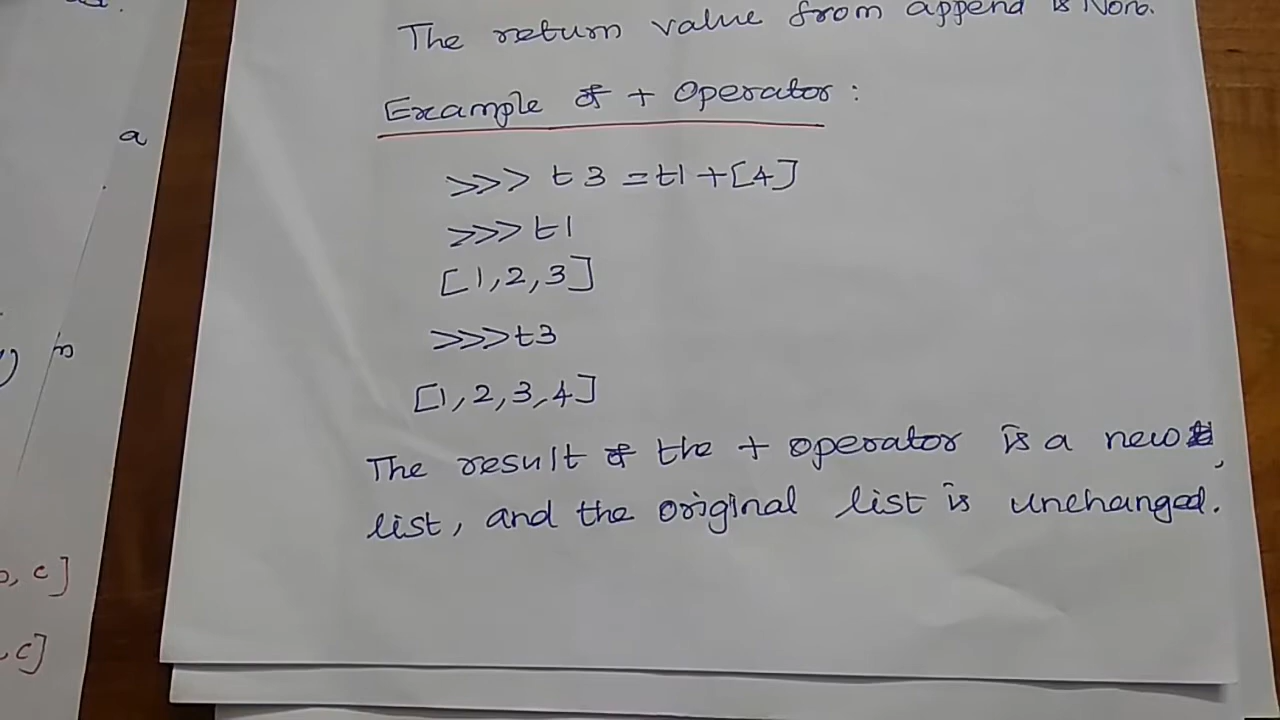 The return value from append is None.
Example of + Operator:
>>> t3 = t1 + [4]
>>> t1
[1,2,3]
>>> t3
[1,2,3,4]
The result of the + operator is a new,
list, and the original list is unchanged.
a
n
b, c]
, c]